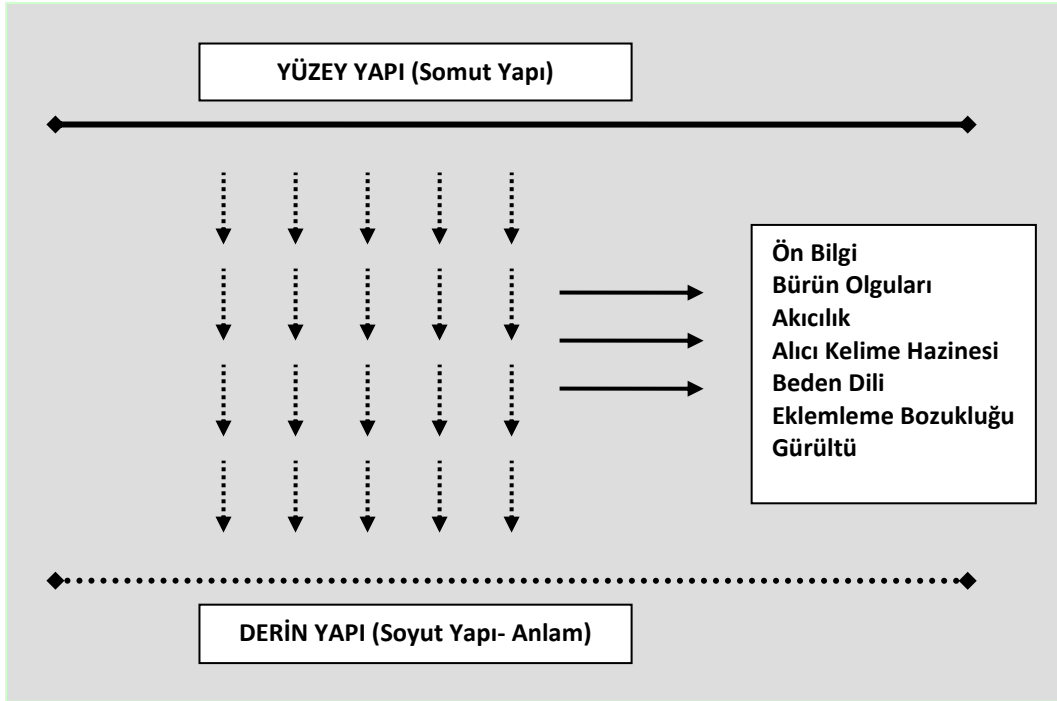 YÜZEY YAPI (Somut Yapı)
Ön Bilgi
Bürün Olguları
Akıcılık
Alıcı Kelime Hazinesi
Beden Dili
Eklemleme Bozukluğu
Gürültü
DERİN YAPI (Soyut Yapı- Anlam)